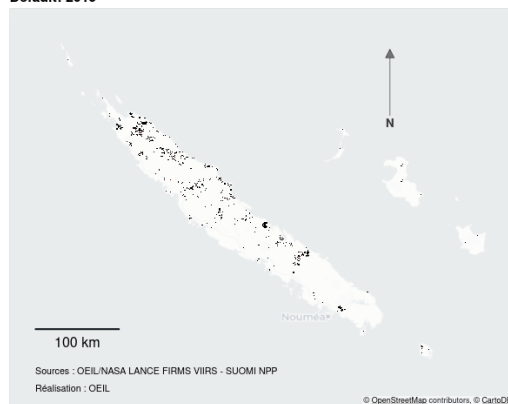 N
Nouméa
100 km
Sources : OEIL/NASA LANCE FIRMS VIIRS - SUOMI NPP
Réalisation : OEIL
© OpenStreetMap contributors, © CartoD